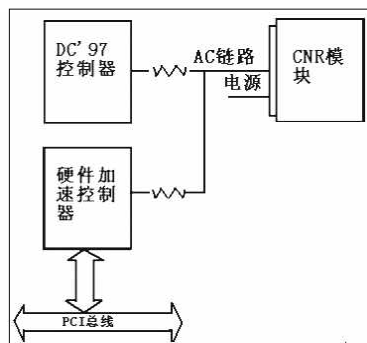 DC'97
控制器
AC链路
电源
CNR模
块
硬件加
速控制
器
PCI总线